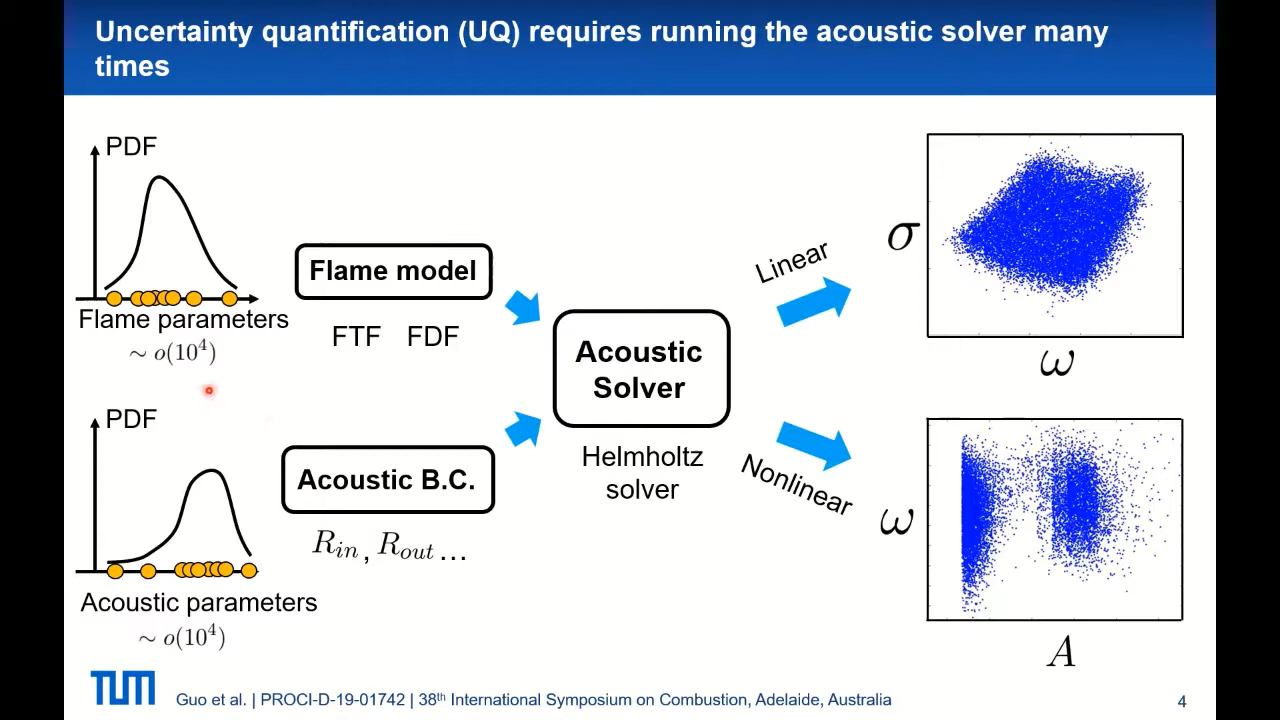 Uncertainty quantification (UQ) requires running the acoustic solver many
times
PDF
Flame parameters
∼ o(10⁴)
Flame model
FTF FDF
PDF
Acoustic parameters
∼ o(10⁴)
Acoustic B.C.
R_in, R_out ...
Acoustic
Solver
Helmholtz
solver
Linear
σ
ω
Nonlinear
ω
A
TUM
Guo et al. | PROCI-D-19-01742 | 38th International Symposium on Combustion, Adelaide, Australia
4